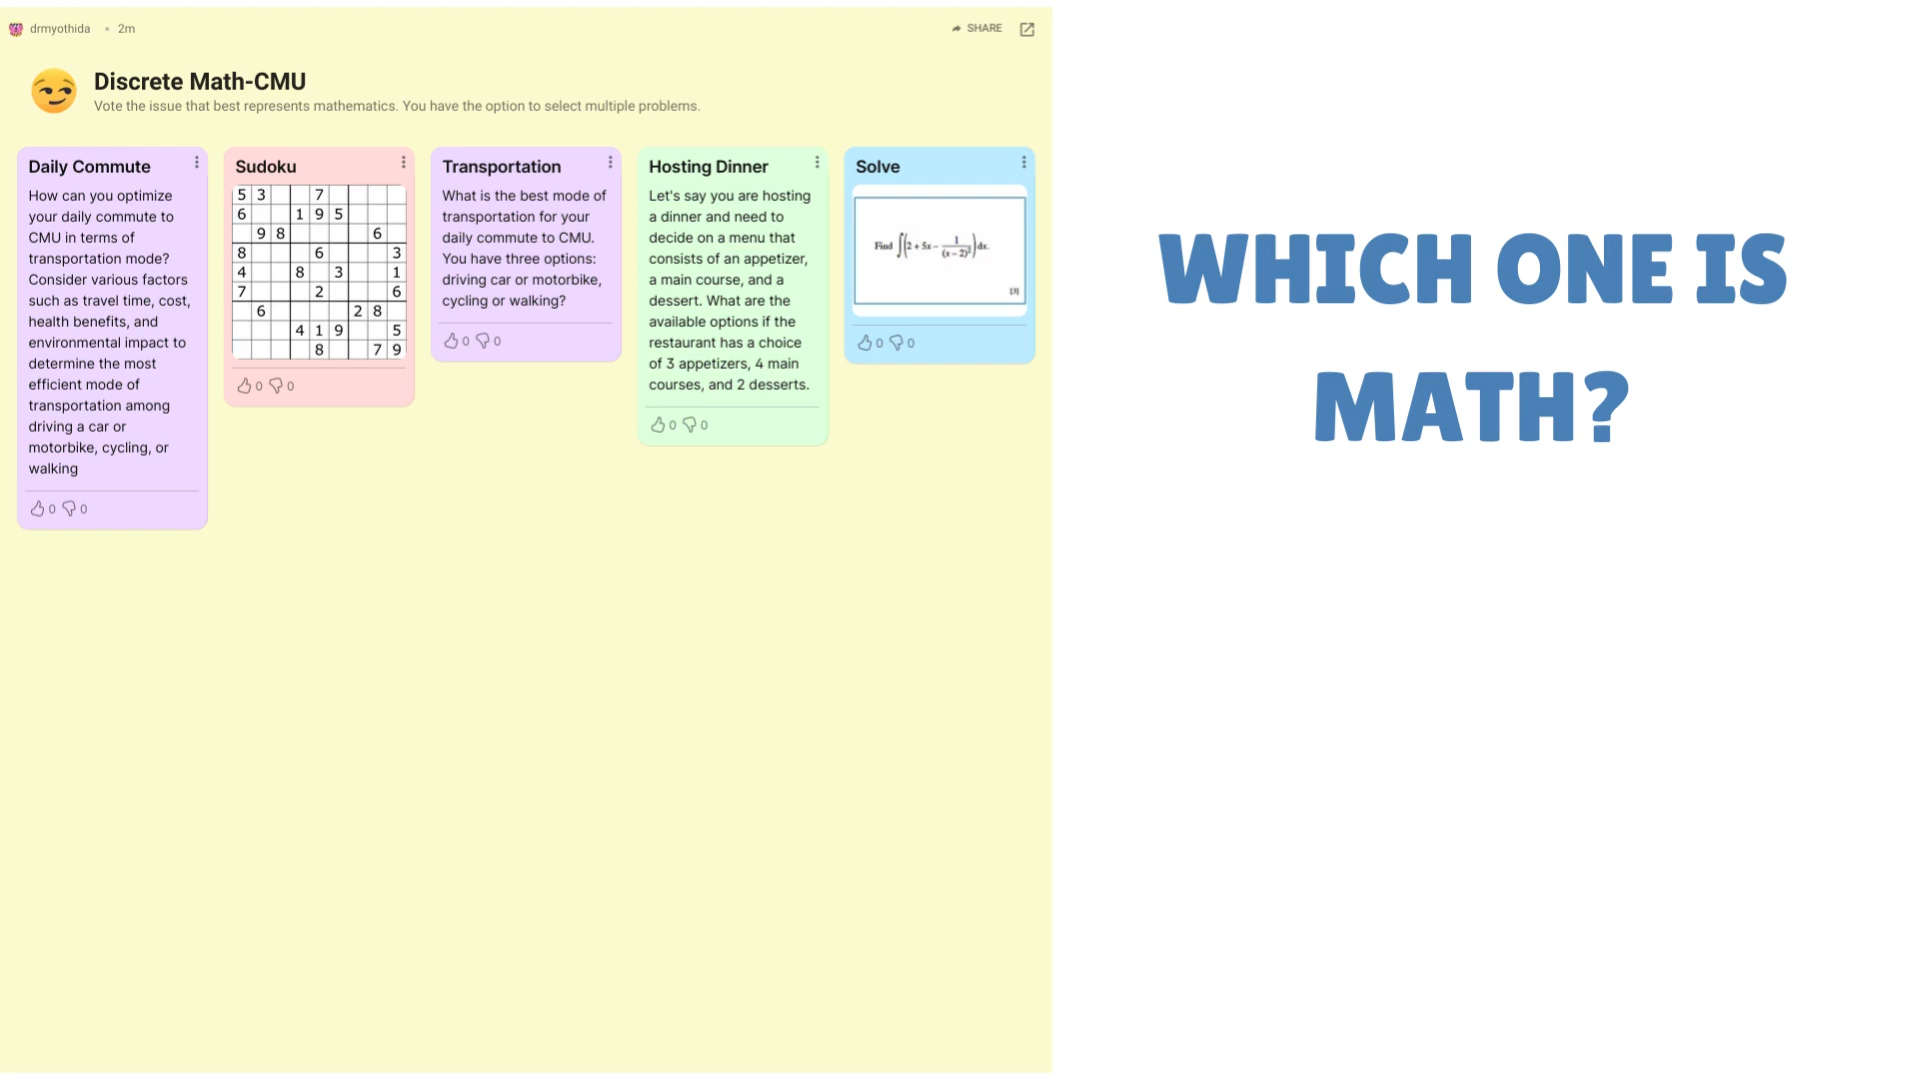 drmyothida • 2m
SHARE
Discrete Math-CMU
Vote the issue that best represents mathematics. You have the option to select multiple problems.
Daily Commute
How can you optimize
your daily commute to
CMU in terms of
transportation mode?
Consider various factors
such as travel time, cost,
health benefits, and
environmental impact to
determine the most
efficient mode of
transportation among
driving a car or
motorbike, cycling, or
walking
0 0
Sudoku
5 3 7
6 1 9 5
9 8 6
8 6 3
4 8 3 1
7 2 6
6 2 8
4 1 9 5
8 7 9
0 0
Transportation
What is the best mode of
transportation for your
daily commute to CMU.
You have three options:
driving car or motorbike,
cycling or walking?
0 0
Hosting Dinner
Let's say you are hosting
a dinner and need to
decide on a menu that
consists of an appetizer,
a main course, and a
dessert. What are the
available options if the
restaurant has a choice
of 3 appetizers, 4 main
courses, and 2 desserts.
0 0
Solve
Find ∫(2 + 5x − 1/(x − 2)²)dx.
[3]
0 0
WHICH ONE IS
MATH?